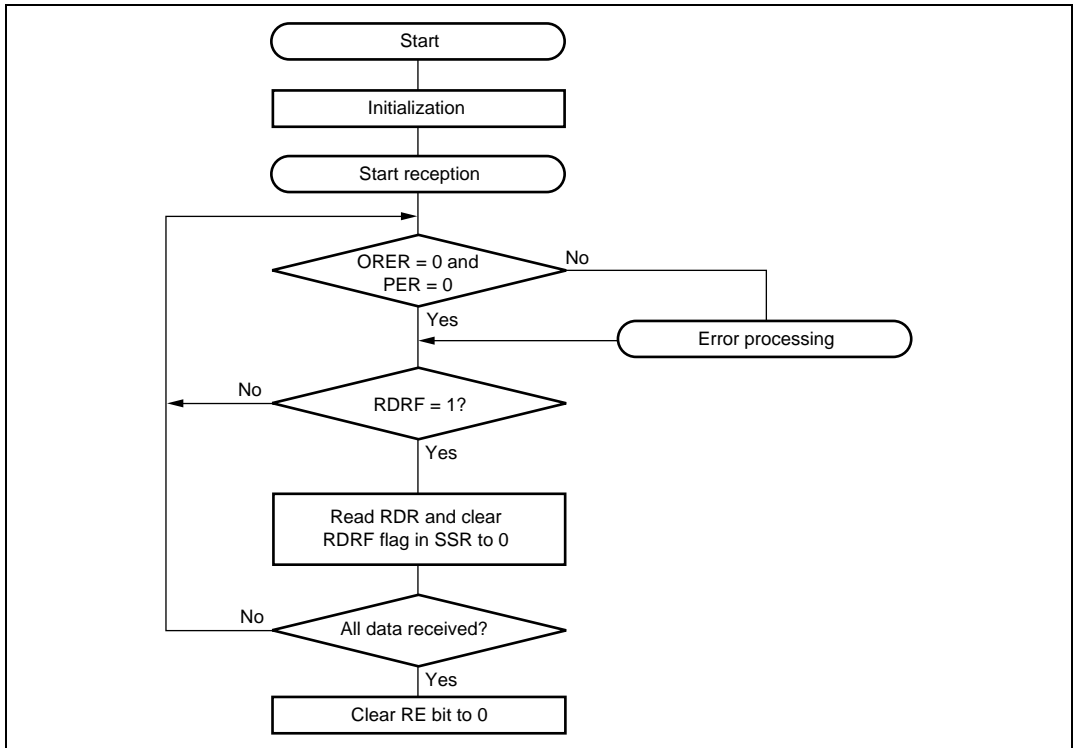 Start
Initialization
Start reception
ORER = 0 and
PER = 0
No
Yes
Error processing
No
RDRF = 1?
Yes
Read RDR and clear
RDRF flag in SSR to 0
No
All data received?
Yes
Clear RE bit to 0